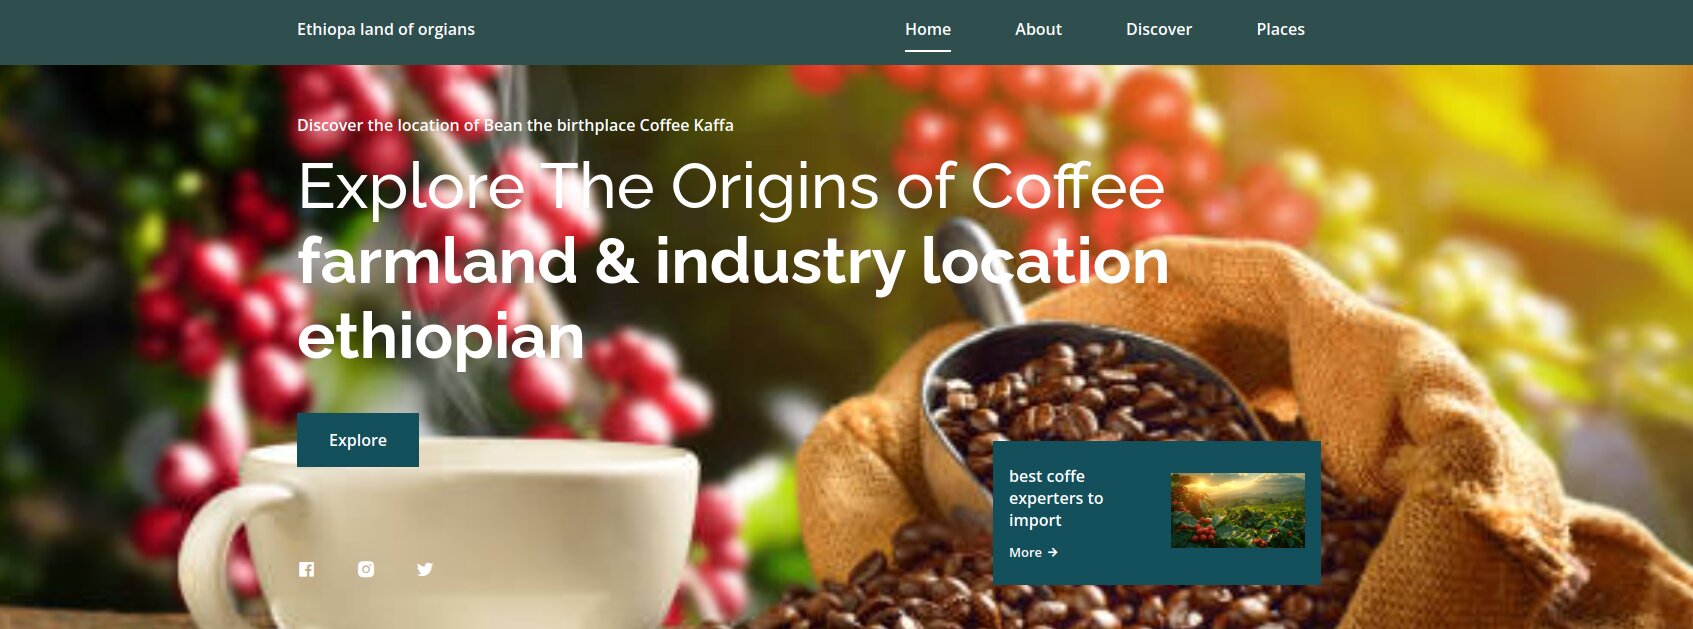 Ethiopa land of orgians
Home About Discover Places
Discover the location of Bean the birthplace Coffee Kaffa
Explore The Origins of Coffee
farmland & industry location
ethiopian
Explore
best coffe
experters to
import
More →